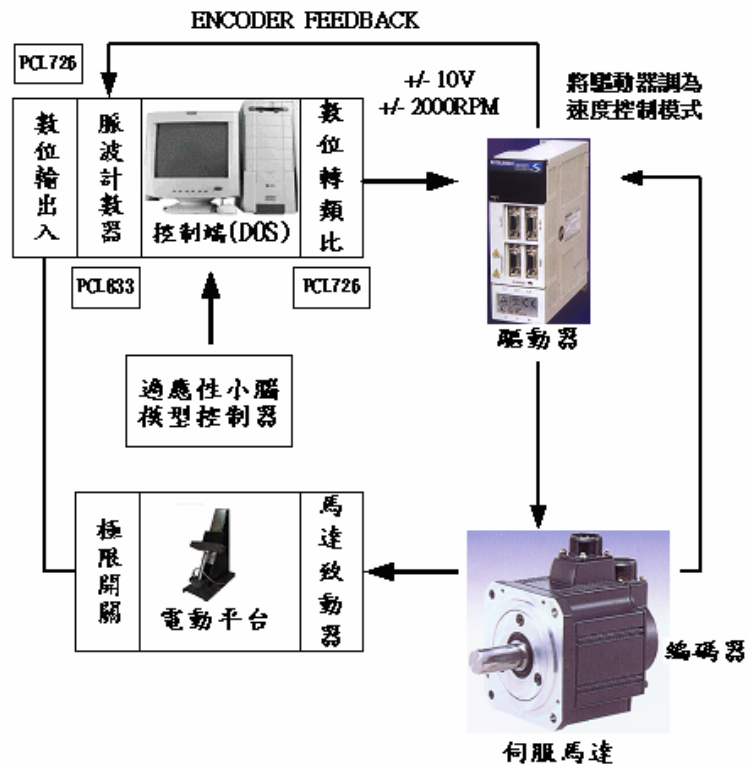 ENCODER FEEDBACK
PCL726
+/- 10V
+/- 2000RPM
將驅動器調為
速度控制模式
數位輸出入
脈波計數器
控制端(DOS)
數位轉類比
PCL833
PCL726
驅動器
適應性小腦
模型控制器
極限開關
電動平台
馬達致動器
編碼器
伺服馬達